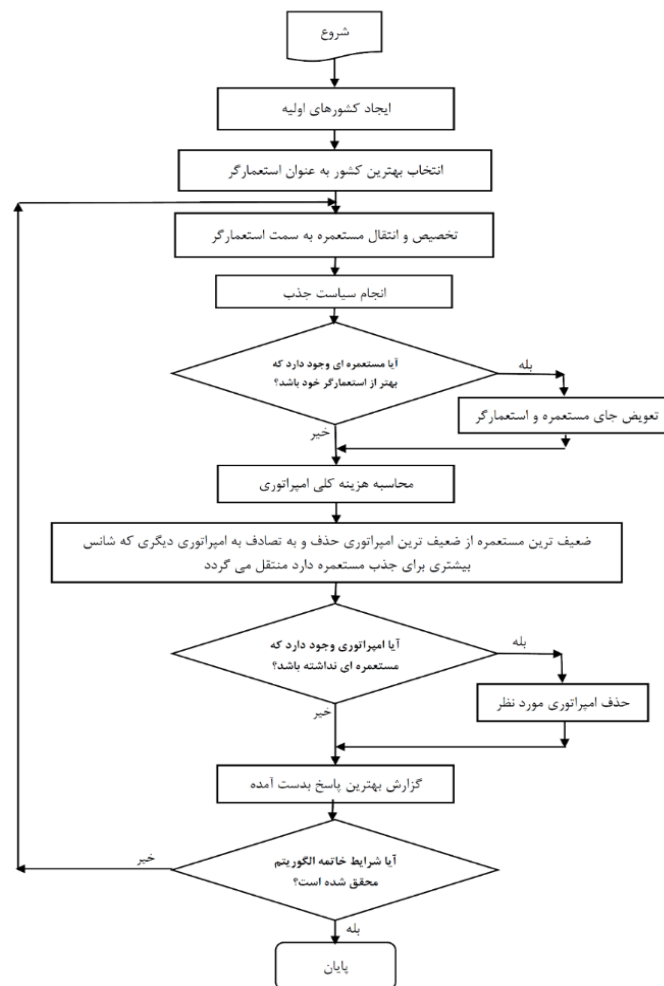 شروع
ایجاد کشورهای اولیه
انتخاب بهترین کشور به عنوان استعمارگر
تخصیص و انتقال مستعمره به سمت استعمارگر
انجام سیاست جذب
آیا مستعمره ای وجود دارد که
بهتر از استعمارگر خود باشد؟
بله
تعویض جای مستعمره و استعمارگر
خیر
محاسبه هزینه کلی امپراتوری
ضعیف ترین مستعمره از ضعیف ترین امپراتوری حذف و به تصادف به امپراتوری دیگری که شانس
بیشتری برای جذب مستعمره دارد منتقل می گردد
آیا امپراتوری وجود دارد که
مستعمره ای نداشته باشد؟
بله
حذف امپراتوری مورد نظر
خیر
گزارش بهترین پاسخ بدست آمده
آیا شرایط خاتمه الگوریتم
محقق شده است؟
خیر
بله
پایان